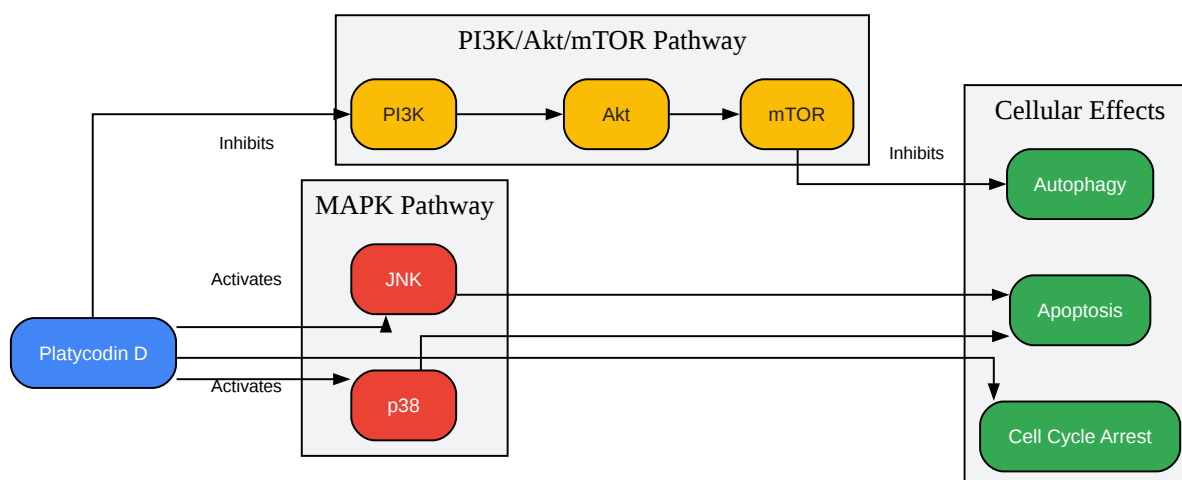 PI3K/Akt/mTOR Pathway
PI3K
Akt
mTOR
Inhibits
Inhibits
Cellular Effects
Autophagy
MAPK Pathway
JNK
Activates
Apoptosis
Platycodin D
Activates
p38
Cell Cycle Arrest